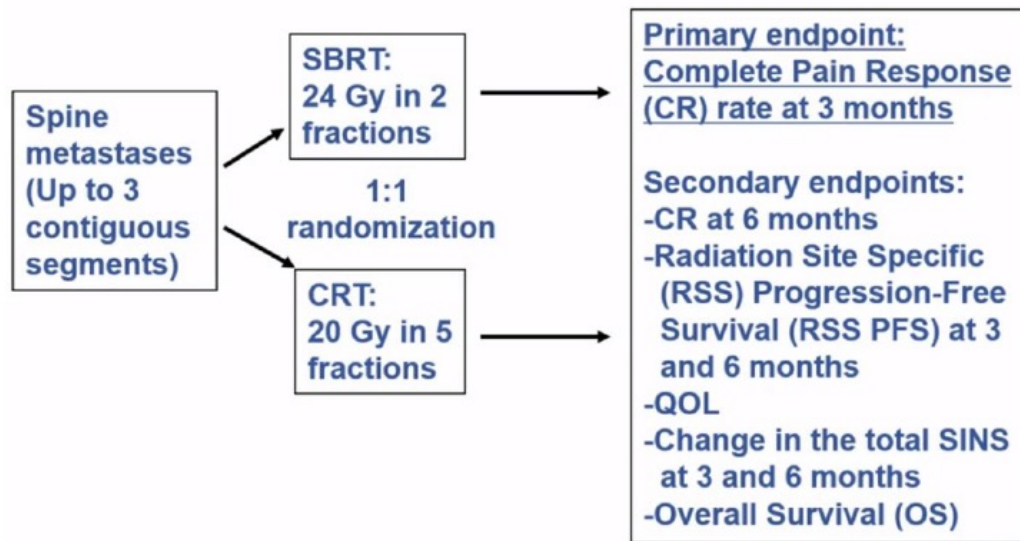 Spine
metastases
(Up to 3
contiguous
segments)
SBRT:
24 Gy in 2
fractions
1:1
randomization
CRT:
20 Gy in 5
fractions
Primary endpoint:
Complete Pain Response
(CR) rate at 3 months
Secondary endpoints:
-CR at 6 months
-Radiation Site Specific
(RSS) Progression-Free
Survival (RSS PFS) at 3
and 6 months
-QOL
-Change in the total SINS
at 3 and 6 months
-Overall Survival (OS)